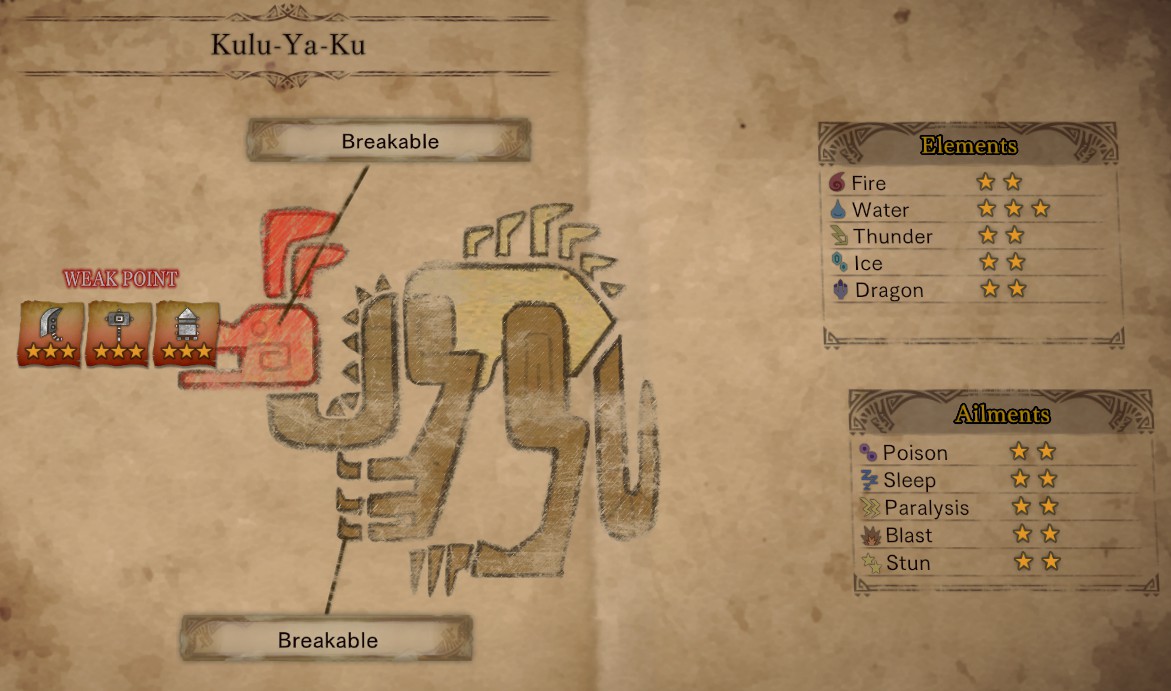 Kulu-Ya-Ku
Breakable
WEAK POINT
Breakable
Elements
Fire
Water
Thunder
Ice
Dragon
Ailments
Poison
Sleep
Paralysis
Blast
Stun